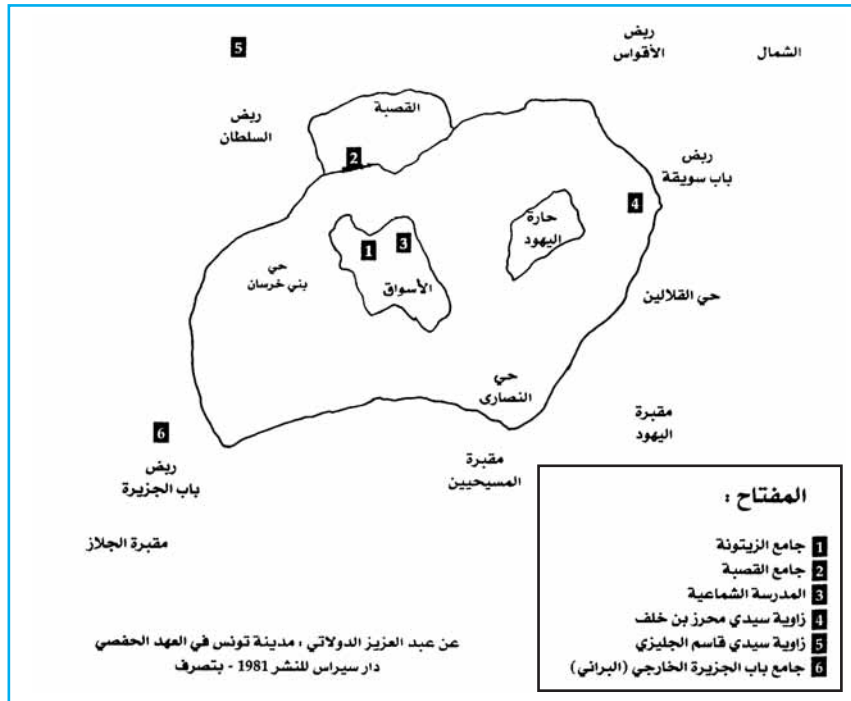 5
ربض
الأقواس
الشمال
القصبة
ربض
السلطان
2
ربض
باب سويقة
4
حارة
اليهود
1
3
الأسواق
حي
بني خرسان
حي القلالين
حي
النصارى
مقبرة
اليهود
6
ربض
باب الجزيرة
مقبرة
المسيحيين
مقبرة الجلاز
المفتاح :
1 جامع الزيتونة
2 جامع القصبة
3 المدرسة الشماعية
4 زاوية سيدي محرز بن خلف
5 زاوية سيدي قاسم الجليزي
6 جامع باب الجزيرة الخارجي (البراني)
عن عبد العزيز الدولاتي ، مدينة تونس في العهد الحفصي
دار سيراس للنشر 1981 - بتصرف